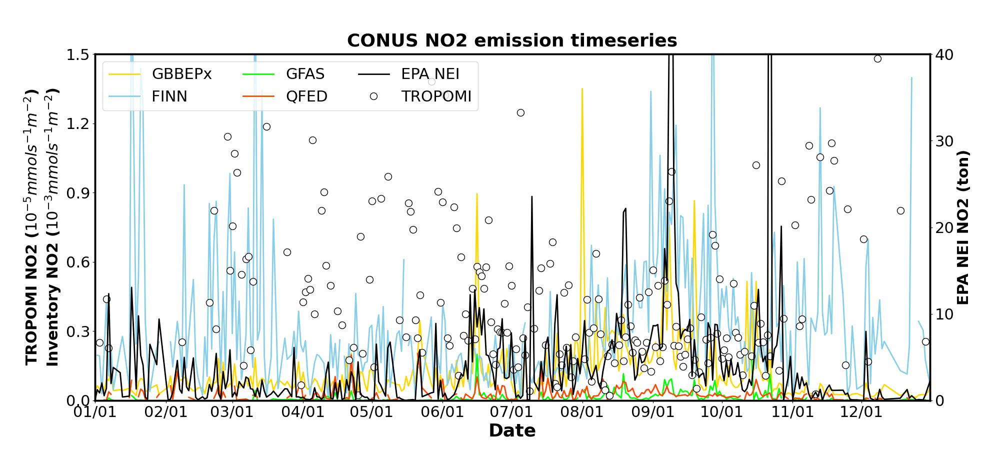 CONUS NO2 emission timeseries
GBBEPx
FINN
GFAS
QFED
EPA NEI
TROPOMI
TROPOMI NO2 (10⁻⁵mmols⁻¹m⁻²)
Inventory NO2 (10⁻³mmols⁻¹m⁻²)
1.5
1.2
0.9
0.6
0.3
0.0
40
30
20
10
0
EPA NEI NO2 (ton)
01/01 02/01 03/01 04/01 05/01 06/01 07/01 08/01 09/01 10/01 11/01 12/01
Date